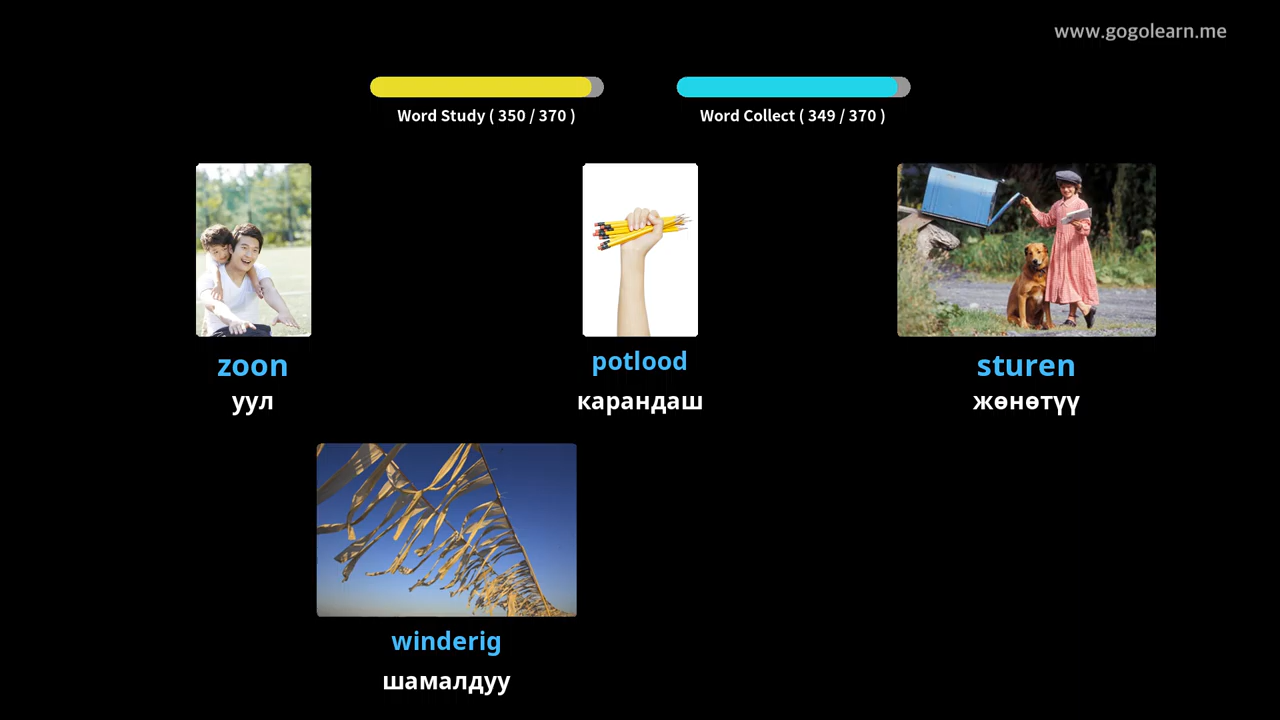 www.gogolearn.me
Word Study ( 350 / 370 )
Word Collect ( 349 / 370 )
zoon
уул
potlood
карандаш
sturen
жөнөтүү
winderig
шамалдуу